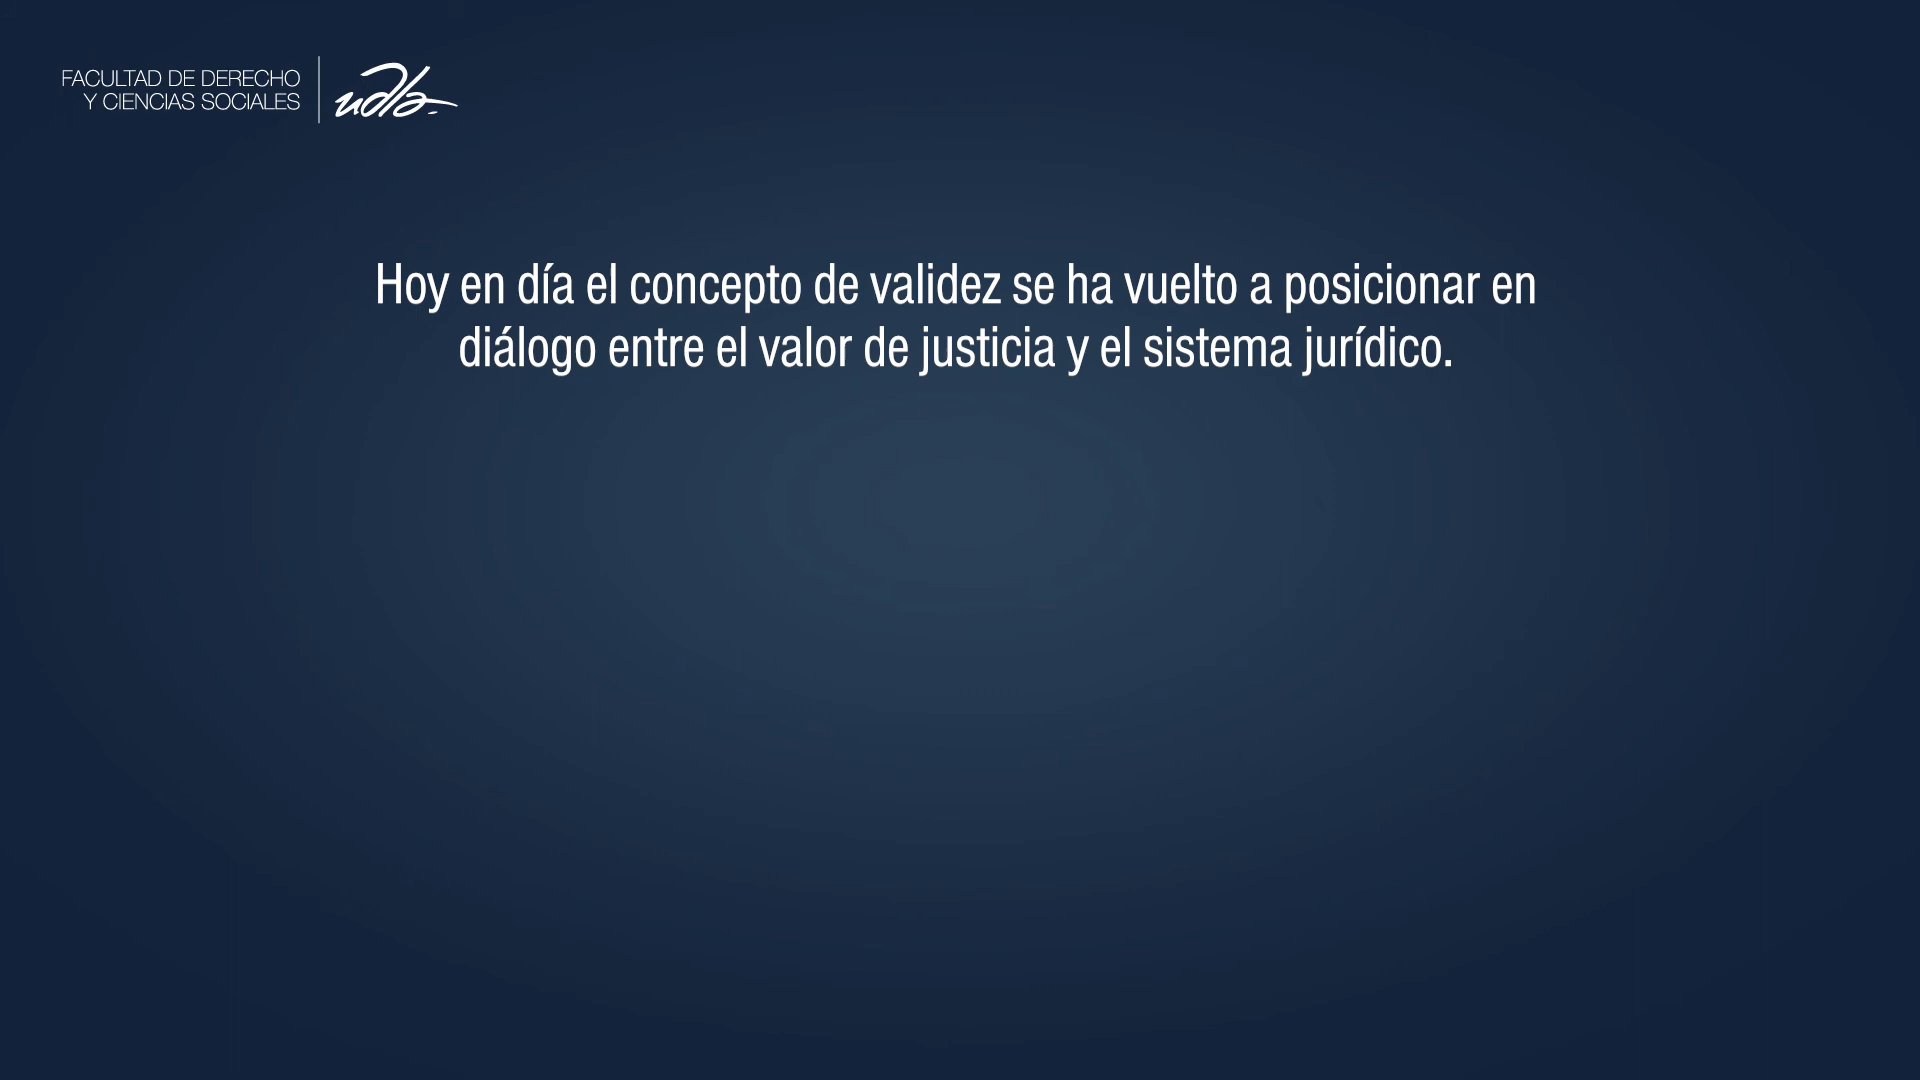 FACULTAD DE DERECHO
Y CIENCIAS SOCIALES
udla
Hoy en día el concepto de validez se ha vuelto a posicionar en
diálogo entre el valor de justicia y el sistema jurídico.